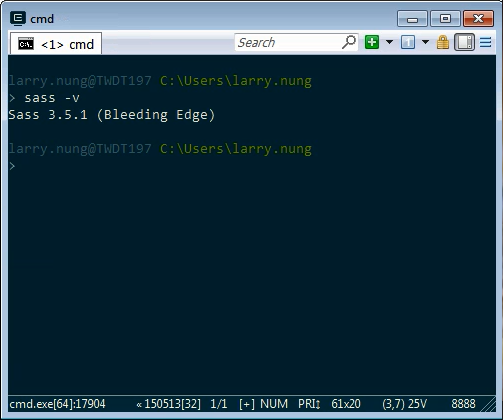 cmd
<1> cmd
Search
larry.nung@TWDT197 C:\Users\larry.nung
> sass -v
Sass 3.5.1 (Bleeding Edge)
larry.nung@TWDT197 C:\Users\larry.nung
>
cmd.exe[64]:17904 «150513[32] 1/1 [+] NUM PRI↕ 61x20 (3,7) 25V 8888